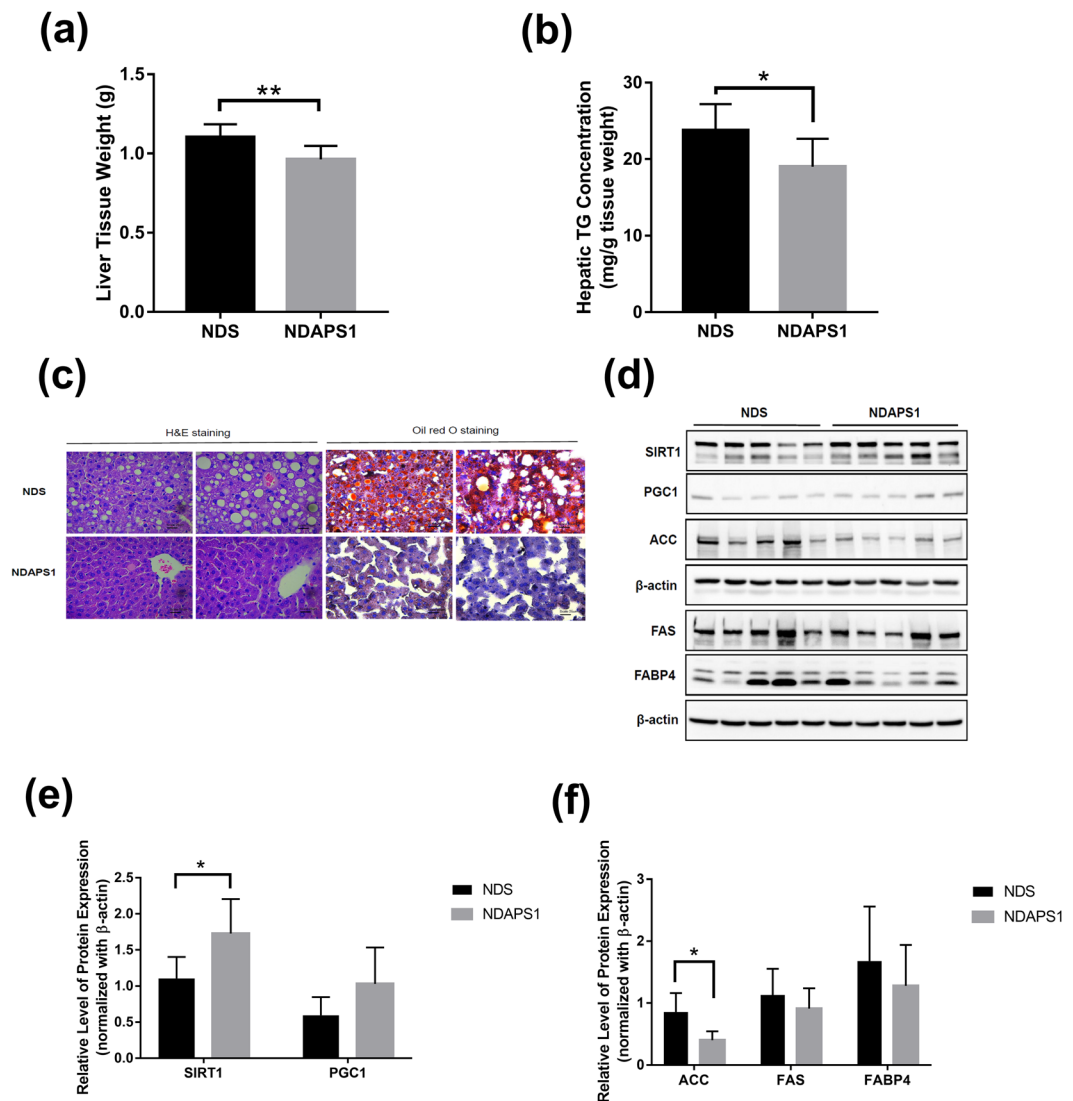 (a)
Liver Tissue Weight (g)
1.5
1.0
0.5
0.0
**
NDS NDAPS1
(b)
Hepatic TG Concentration
(mg/g tissue weight)
30
20
10
0
*
NDS NDAPS1
(c)
H&E staining Oil red O staining
NDS
NDAPS1
(d)
NDS NDAPS1
SIRT1
PGC1
ACC
β-actin
FAS
FABP4
β-actin
(e)
Relative Level of Protein Expression
(normalized with β-actin)
2.5
2.0
1.5
1.0
0.5
0.0
*
SIRT1 PGC1
NDS
NDAPS1
(f)
Relative Level of Protein Expression
(normalized with β-actin)
3
2
1
0
*
ACC FAS FABP4
NDS
NDAPS1